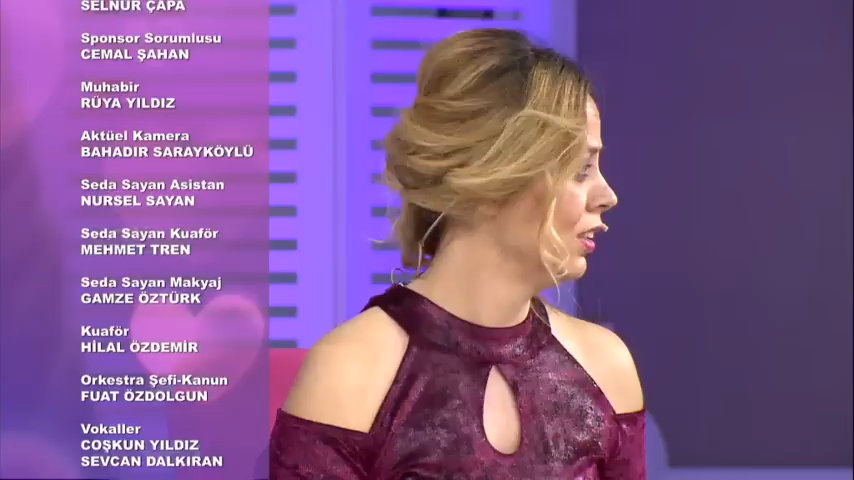 SELNUR ÇAPA
Sponsor Sorumlusu
CEMAL ŞAHAN
Muhabir
RÜYA YILDIZ
Aktüel Kamera
BAHADIR SARAYKÖYLÜ
Seda Sayan Asistan
NURSEL SAYAN
Seda Sayan Kuaför
MEHMET TREN
Seda Sayan Makyaj
GAMZE ÖZTÜRK
Kuaför
HİLAL ÖZDEMİR
Orkestra Şefi-Kanun
FUAT ÖZDOLGUN
Vokaller
COŞKUN YILDIZ
SEVCAN DALKIRAN